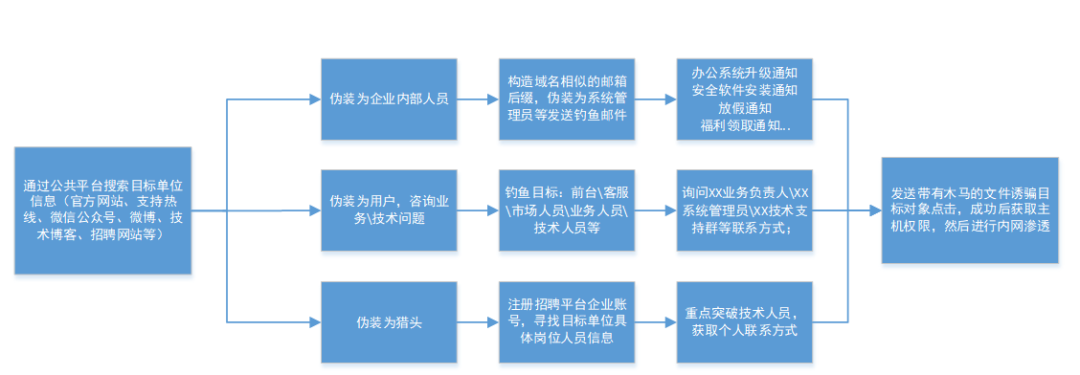 通过公共平台搜索目标单位
信息（官方网站、支持热
线、微信公众号、微博、技
术博客、招聘网站等）
伪装为企业内部人员
构造域名相似的邮箱
后缀，伪装为系统管
理员等发送钓鱼邮件
办公系统升级通知
安全软件安装通知
放假通知
福利领取通知...
伪装为用户，咨询业
务\技术问题
钓鱼目标：前台\客服
\市场人员\业务人员\
技术人员等
询问XX业务负责人\XX
系统管理员\XX技术支
持群等联系方式；
伪装为猎头
注册招聘平台企业账
号，寻找目标单位具
体岗位人员信息
重点突破技术人员，
获取个人联系方式
发送带有木马的文件诱骗目
标对象点击，成功后获取主
机权限，然后进行内网渗透